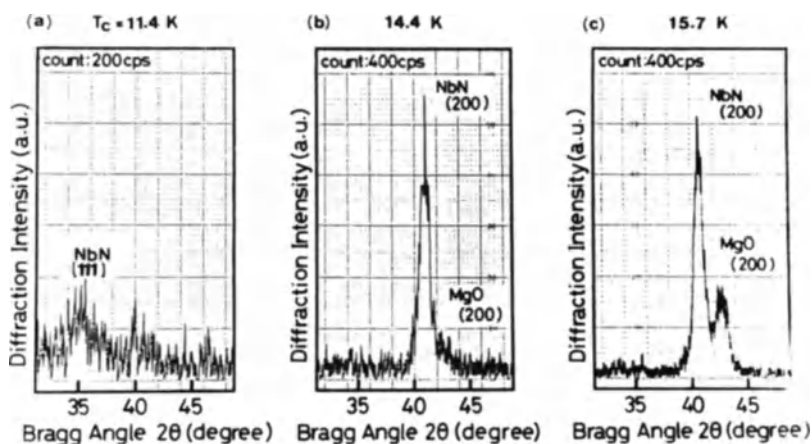 (a) Tc = 11.4 K
count:200cps
NbN
(111)
Diffraction Intensity (a.u.)
35 40 45
Bragg Angle 2θ (degree)
(b) 14.4 K
count:400cps
NbN
(200)
MgO
(200)
Diffraction Intensity (a.u.)
35 40 45
Bragg Angle 2θ (degree)
(c) 15.7 K
count:400cps
NbN
(200)
MgO
(200)
Diffraction Intensity (a.u.)
35 40 45
Bragg Angle 2θ (degree)